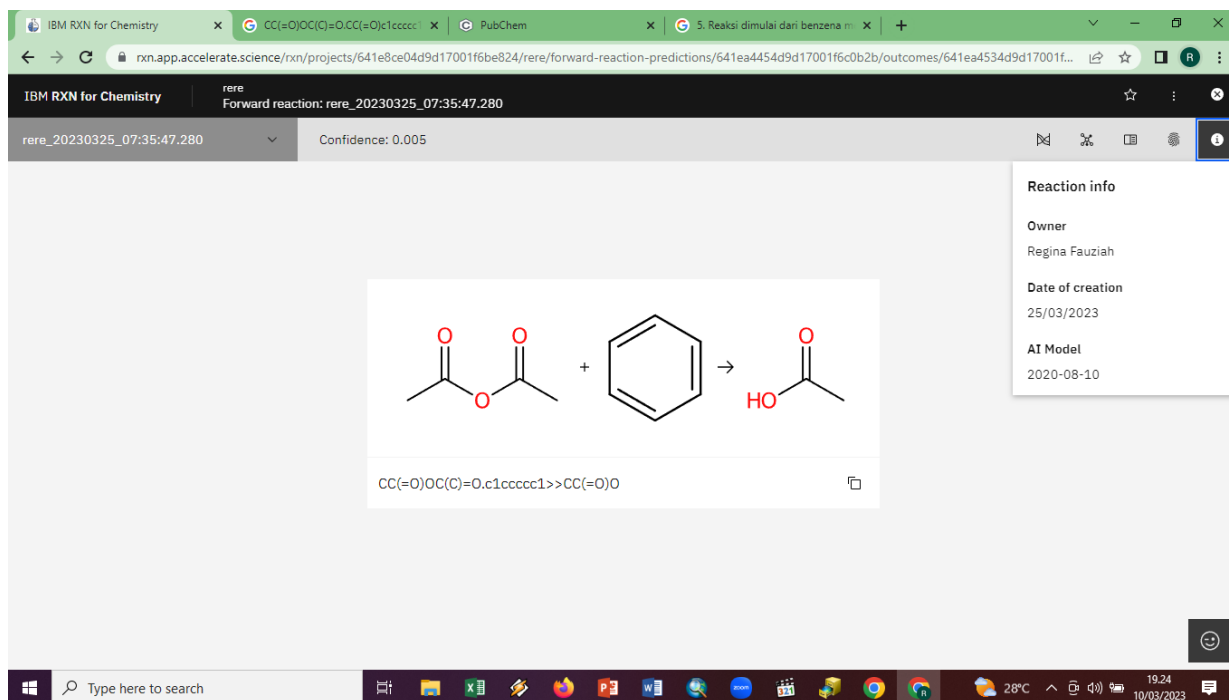 IBM RXN for Chemistry
CC(=O)OC(C)=O.CC(=O)c1ccccc1
PubChem
5. Reaksi dimulai dari benzena m
rxn.app.accelerate.science/rxn/projects/641e8ce04d9d17001f6be824/rere/forward-reaction-predictions/641ea4454d9d17001f6c0b2b/outcomes/641ea4534d9d17001f...
R
IBM RXN for Chemistry
rere
Forward reaction: rere_20230325_07:35:47.280
rere_20230325_07:35:47.280
Confidence: 0.005
Reaction info
Owner
Regina Fauziah
Date of creation
25/03/2023
AI Model
2020-08-10
O O O
+
O HO
CC(=O)OC(C)=O.c1ccccc1>>CC(=O)O
Type here to search
zoom
321
R
28°C
19.24
10/03/2023